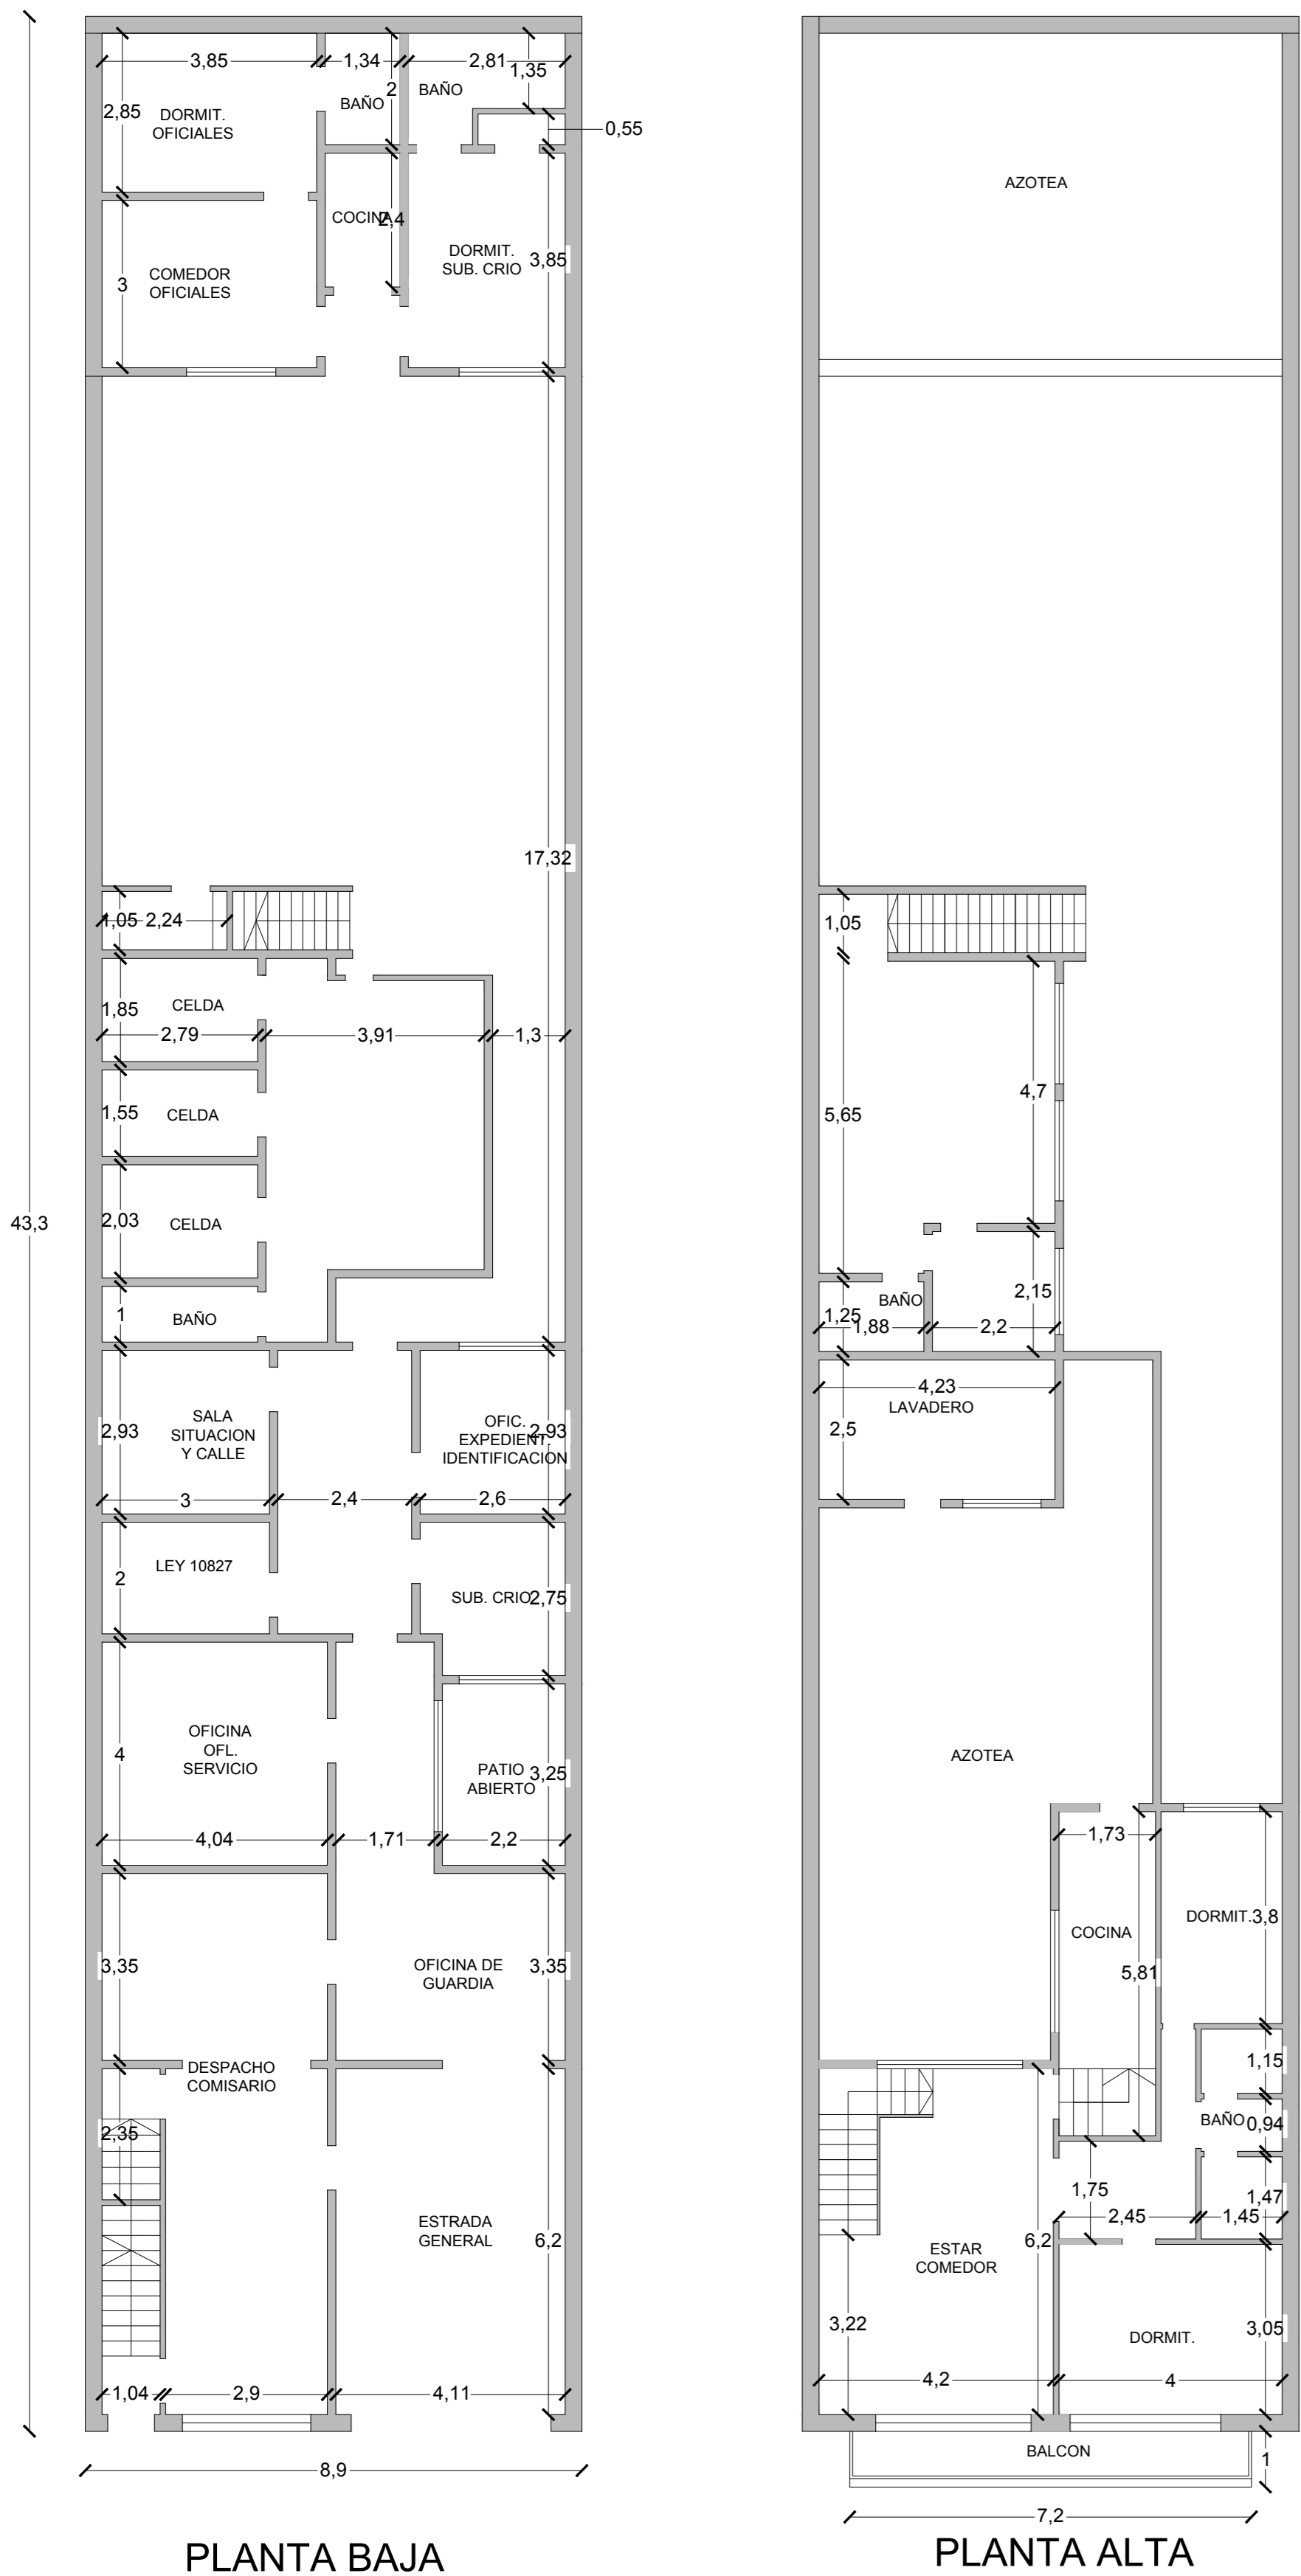 3,85
1,34
2,81
1,35
2
BAÑO
BAÑO
2,85
DORMIT.
OFICIALES
0,55
COCINA
2,4
DORMIT.
SUB. CRIO
3,85
COMEDOR
OFICIALES
3
17,32
1,05
2,24
CELDA
1,85
2,79
3,91
1,3
1,55
CELDA
2,03
CELDA
43,3
1
BAÑO
SALA
SITUACION
Y CALLE
2,93
OFIC.
EXPEDIENT.
IDENTIFICACION
2,93
3
2,4
2,6
LEY 10827
2
SUB. CRIO
2,75
OFICINA
OFL.
SERVICIO
4
PATIO
ABIERTO
3,25
4,04
1,71
2,2
3,35
OFICINA DE
GUARDIA
3,35
DESPACHO
COMISARIO
2,35
ESTRADA
GENERAL
6,2
1,04
2,9
4,11
8,9
PLANTA BAJA
AZOTEA
1,05
5,65
4,7
2,15
BAÑO
1,25
1,88
2,2
4,23
LAVADERO
2,5
AZOTEA
1,73
COCINA
DORMIT.
3,8
5,81
1,15
BAÑO
0,94
1,75
1,47
2,45
1,45
ESTAR
COMEDOR
6,2
3,22
DORMIT.
3,05
4,2
4
BALCON
1
7,2
PLANTA ALTA